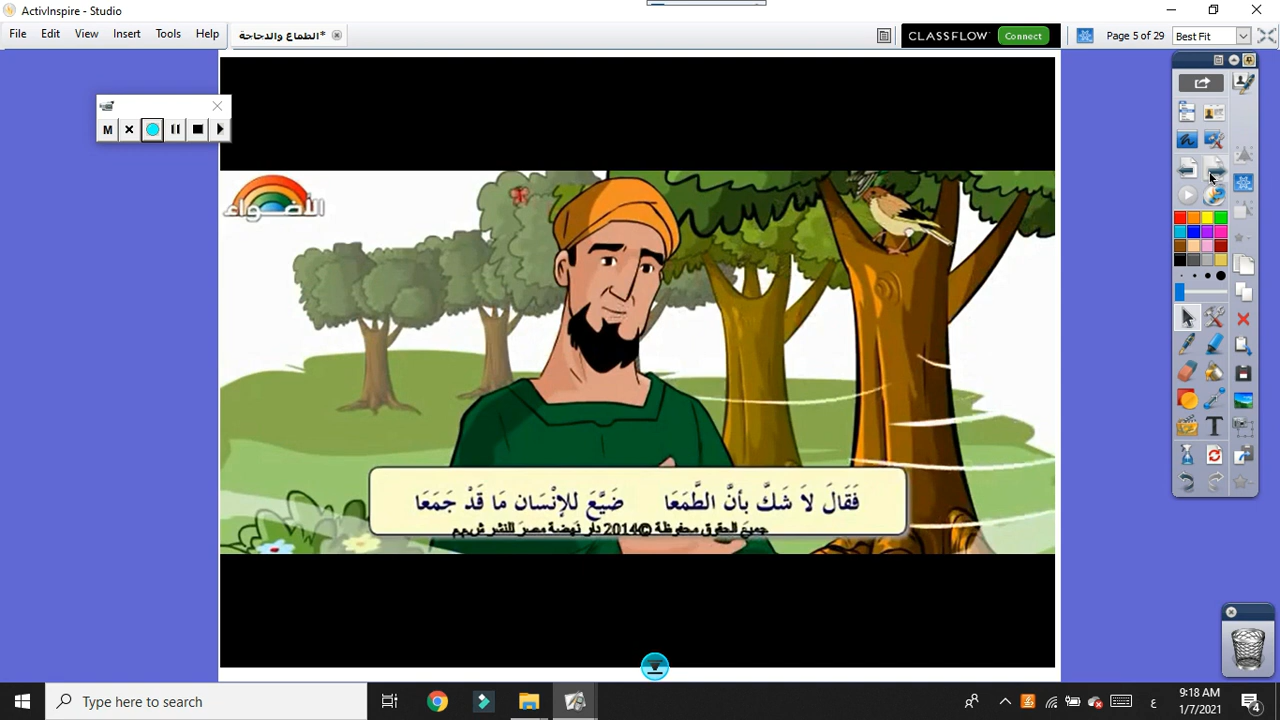 ActivInspire - Studio
File Edit View Insert Tools Help
الطماع والدجاجة*
CLASSFLOW Connect
Page 5 of 29
Best Fit
M
الأضواء
فَقَالَ لاَ شَكَّ بأنَّ الطَّمَعَا ضَيَّعَ للإنْسَان مَا قَدْ جَمَعَا
جميع الحقوق محفوظة ©2014 دار نهضة مصر للنشر ش.م.م
T
Type here to search
ع
9:18 AM
1/7/2021
4